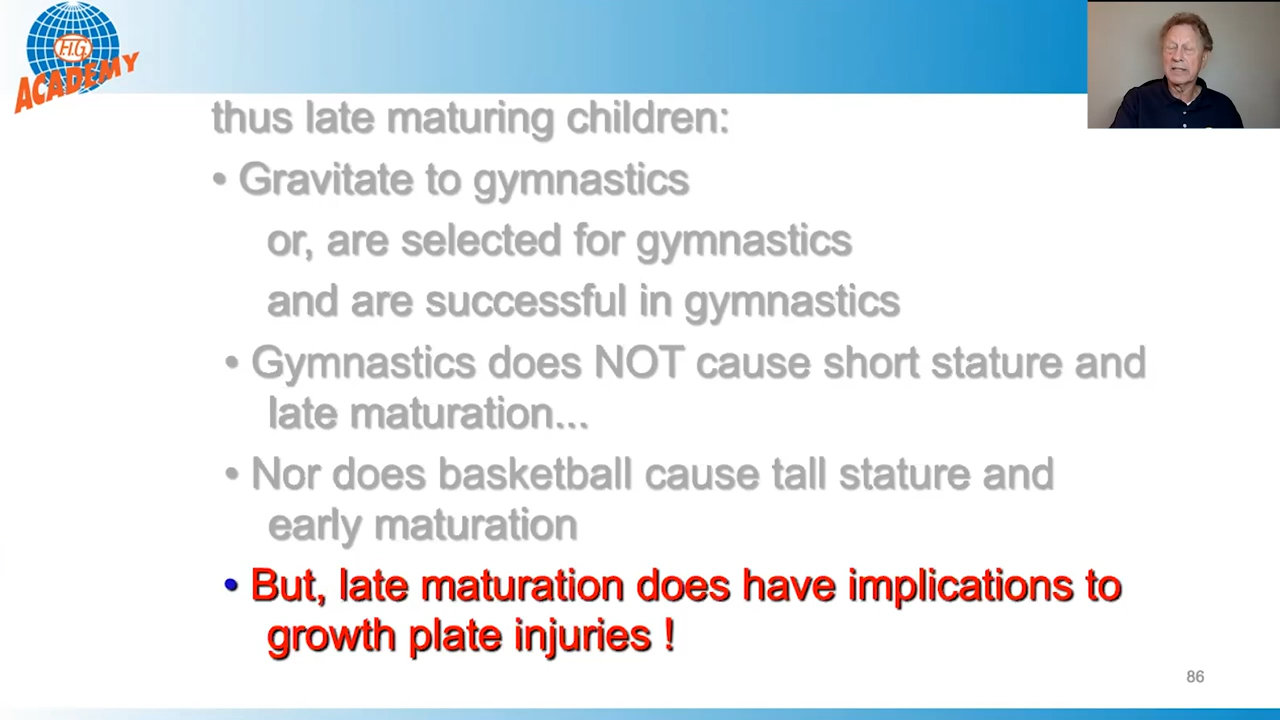 F.I.G.
ACADEMY
thus late maturing children:
• Gravitate to gymnastics
or, are selected for gymnastics
and are successful in gymnastics
• Gymnastics does NOT cause short stature and
late maturation...
• Nor does basketball cause tall stature and
early maturation
• But, late maturation does have implications to
growth plate injuries !
86